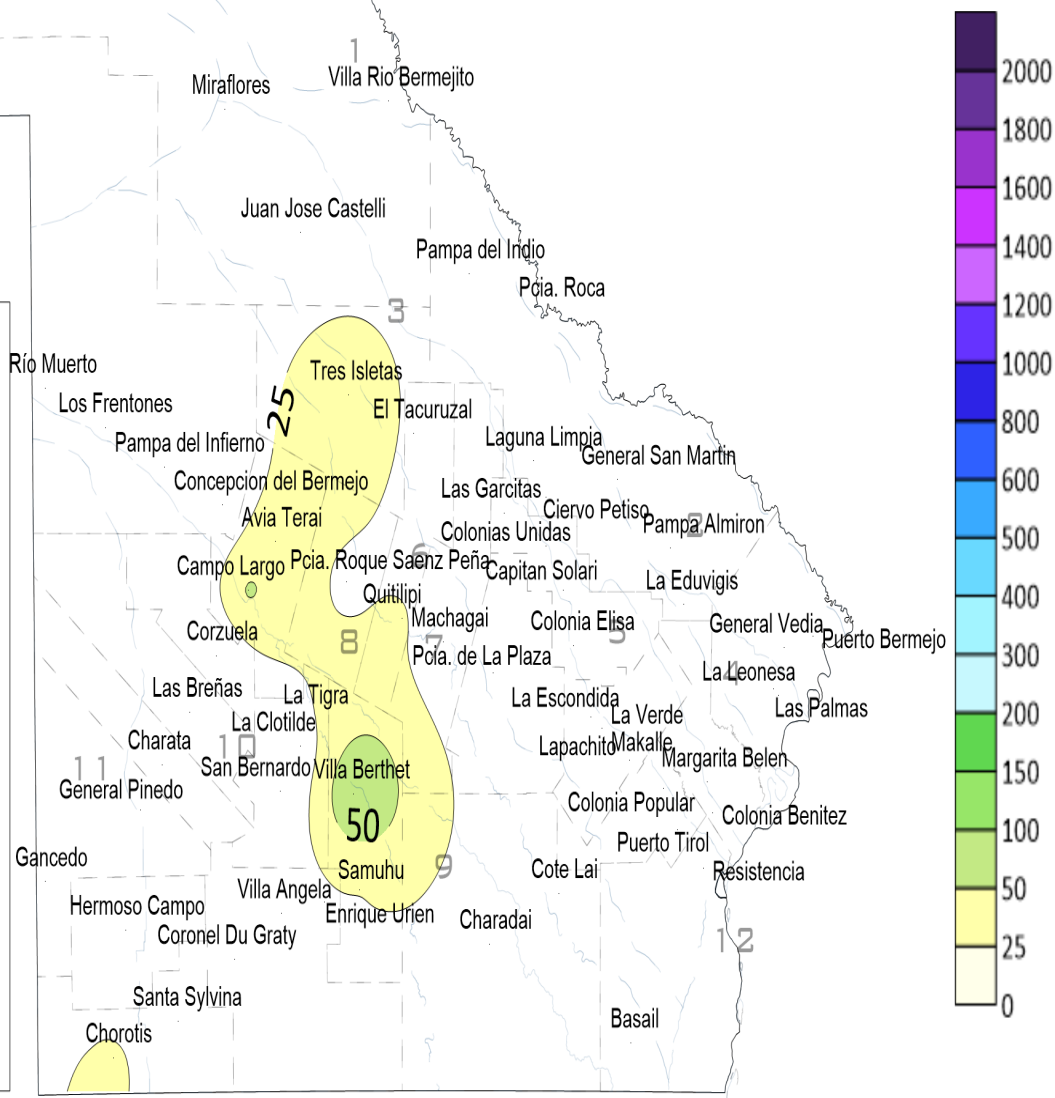 1
Villa Rio Bermejito
Miraflores
Juan Jose Castelli
Pampa del Indio
Pcia. Roca
3
Río Muerto
Tres Isletas
Los Frentones
25
El Tacuruzal
Pampa del Infierno
Laguna Limpia
General San Martin
Concepcion del Bermejo
Las Garcitas
Avia Terai
Ciervo Petiso
Pampa Almiron
2
Colonias Unidas
Campo Largo
Pcia. Roque Saenz Peña
6
Capitan Solari
La Eduvigis
Quitilipi
Machagai
Corzuela
Colonia Elisa
5
General Vedia
Puerto Bermejo
8
7
Pcia. de La Plaza
La Leonesa
4
Las Breñas
La Tigra
La Escondida
Las Palmas
La Clotilde
La Verde
Charata
10
Lapachito
Makalle
Margarita Belen
11
San Bernardo
Villa Berthet
General Pinedo
Colonia Popular
Colonia Benitez
50
Puerto Tirol
Gancedo
Samuhu
9
Cote Lai
Resistencia
Villa Angela
Hermoso Campo
Enrique Urien
Charadai
Coronel Du Graty
12
Santa Sylvina
Basail
Chorotis
2000
1800
1600
1400
1200
1000
800
600
500
400
300
200
150
100
50
25
0